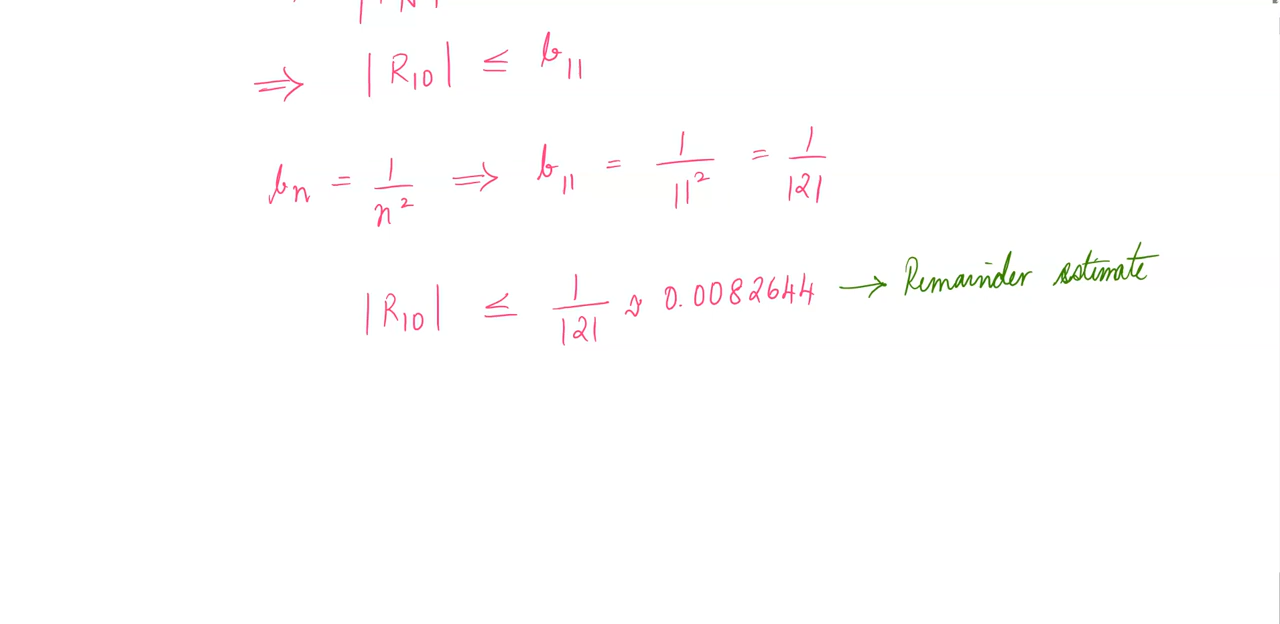 ⇒ |R₁₀| ≤ b₁₁
bₙ = 1/n² ⇒ b₁₁ = 1/11² = 1/121
|R₁₀| ≤ 1/121 ≈ 0.0082644 → Remainder estimate